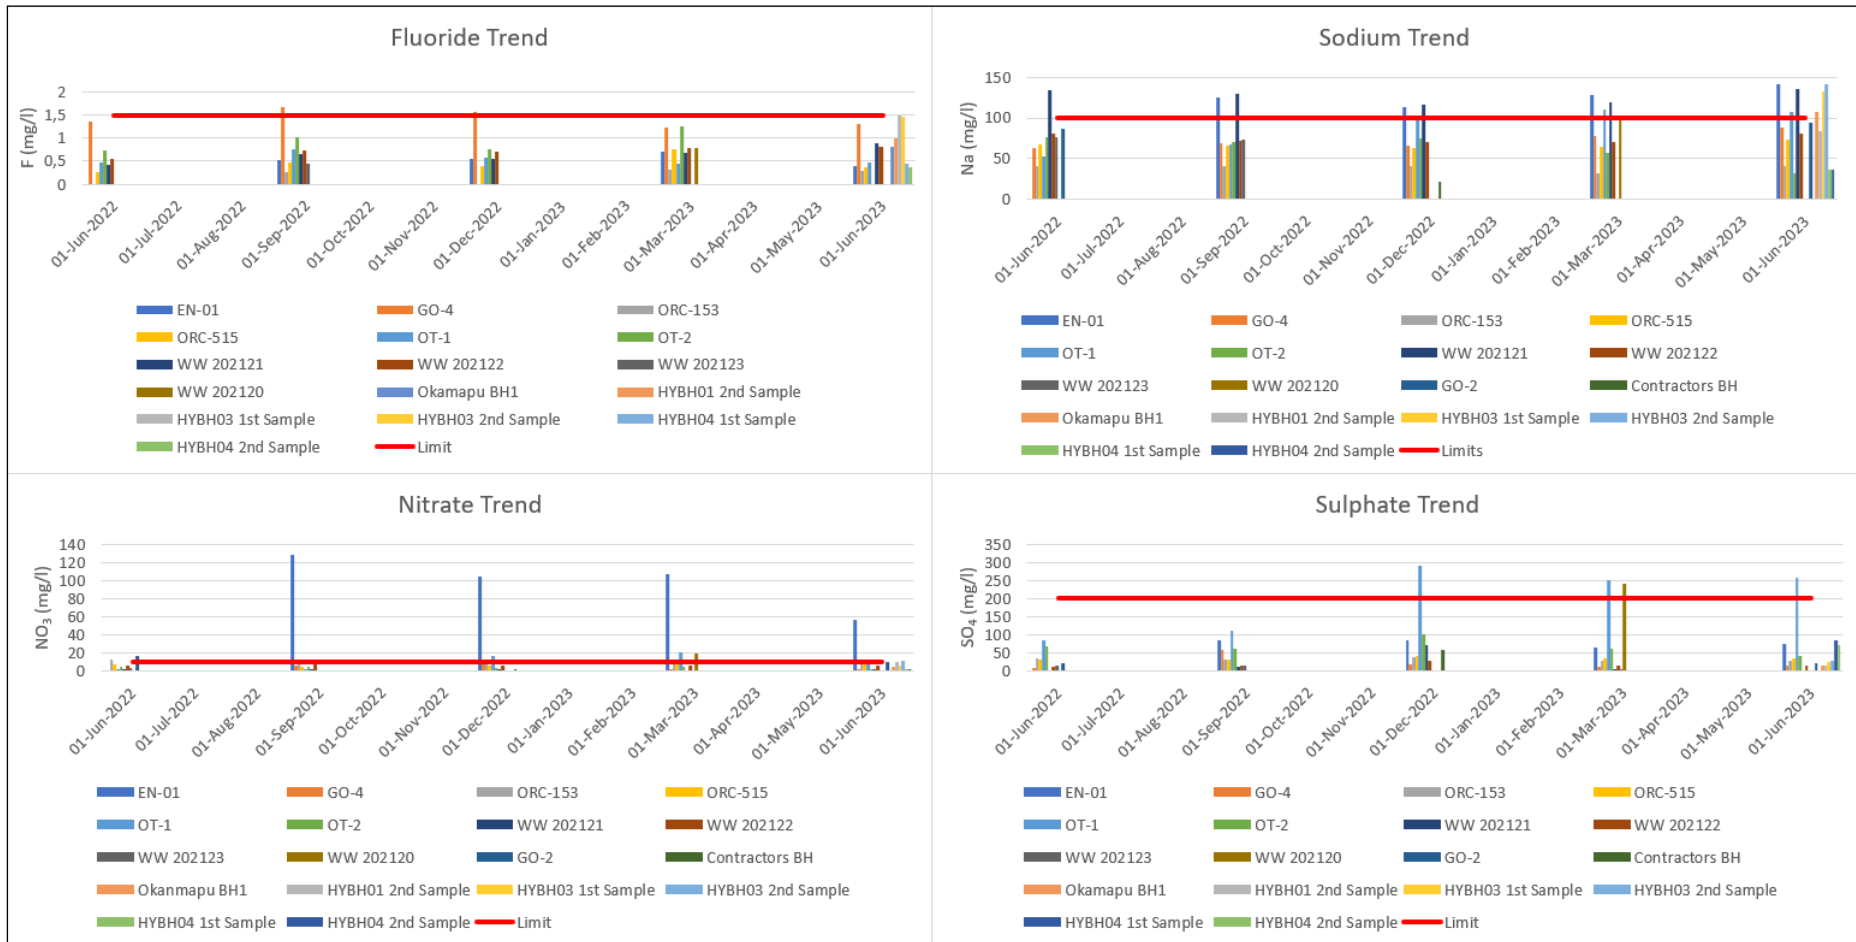 Fluoride Trend
F (mg/l)
2
1,5
1
0,5
0
01-Jun-2022
01-Jul-2022
01-Aug-2022
01-Sep-2022
01-Oct-2022
01-Nov-2022
01-Dec-2022
01-Jan-2023
01-Feb-2023
01-Mar-2023
01-Apr-2023
01-May-2023
01-Jun-2023
EN-01 GO-4 ORC-153
ORC-515 OT-1 OT-2
WW 202121 WW 202122 WW 202123
WW 202120 Okamapu BH1 HYBH01 2nd Sample
HYBH03 1st Sample HYBH03 2nd Sample HYBH04 1st Sample
HYBH04 2nd Sample Limit
Sodium Trend
Na (mg/l)
150
100
50
0
01-Jun-2022
01-Jul-2022
01-Aug-2022
01-Sep-2022
01-Oct-2022
01-Nov-2022
01-Dec-2022
01-Jan-2023
01-Feb-2023
01-Mar-2023
01-Apr-2023
01-May-2023
01-Jun-2023
EN-01 GO-4 ORC-153 ORC-515
OT-1 OT-2 WW 202121 WW 202122
WW 202123 WW 202120 GO-2 Contractors BH
Okamapu BH1 HYBH01 2nd Sample HYBH03 1st Sample HYBH03 2nd Sample
HYBH04 1st Sample HYBH04 2nd Sample Limits
Nitrate Trend
NO₃ (mg/l)
140
120
100
80
60
40
20
0
01-Jun-2022
01-Jul-2022
01-Aug-2022
01-Sep-2022
01-Oct-2022
01-Nov-2022
01-Dec-2022
01-Jan-2023
01-Feb-2023
01-Mar-2023
01-Apr-2023
01-May-2023
01-Jun-2023
EN-01 GO-4 ORC-153 ORC-515
OT-1 OT-2 WW 202121 WW 202122
WW 202123 WW 202120 GO-2 Contractors BH
Okanmapu BH1 HYBH01 2nd Sample HYBH03 1st Sample HYBH03 2nd Sample
HYBH04 1st Sample HYBH04 2nd Sample Limit
Sulphate Trend
SO₄ (mg/l)
350
300
250
200
150
100
50
0
01-Jun-2022
01-Jul-2022
01-Aug-2022
01-Sep-2022
01-Oct-2022
01-Nov-2022
01-Dec-2022
01-Jan-2023
01-Feb-2023
01-Mar-2023
01-Apr-2023
01-May-2023
01-Jun-2023
EN-01 GO-4 ORC-153 ORC-515
OT-1 OT-2 WW 202121 WW 202122
WW 202123 WW 202120 GO-2 Contractors BH
Okamapu BH1 HYBH01 2nd Sample HYBH03 1st Sample HYBH03 2nd Sample
HYBH04 1st Sample HYBH04 2nd Sample Limit